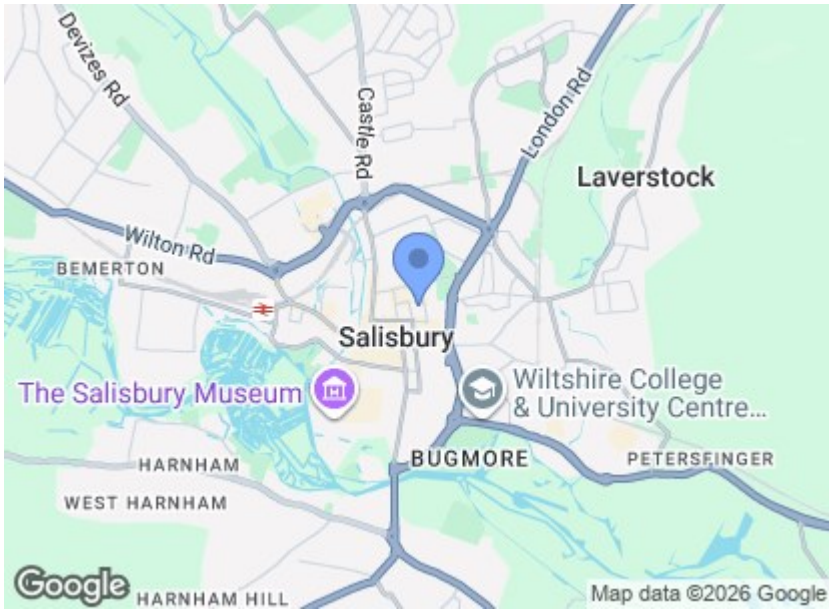 Devizes Rd
Castle Rd
London Rd
Laverstock
Wilton Rd
BEMERTON
Salisbury
The Salisbury Museum
Wiltshire College
& University Centre...
HARNHAM
BUGMORE
PETERSFINGER
WEST HARNHAM
Google
HARNHAM HILL
Map data ©2026 Google